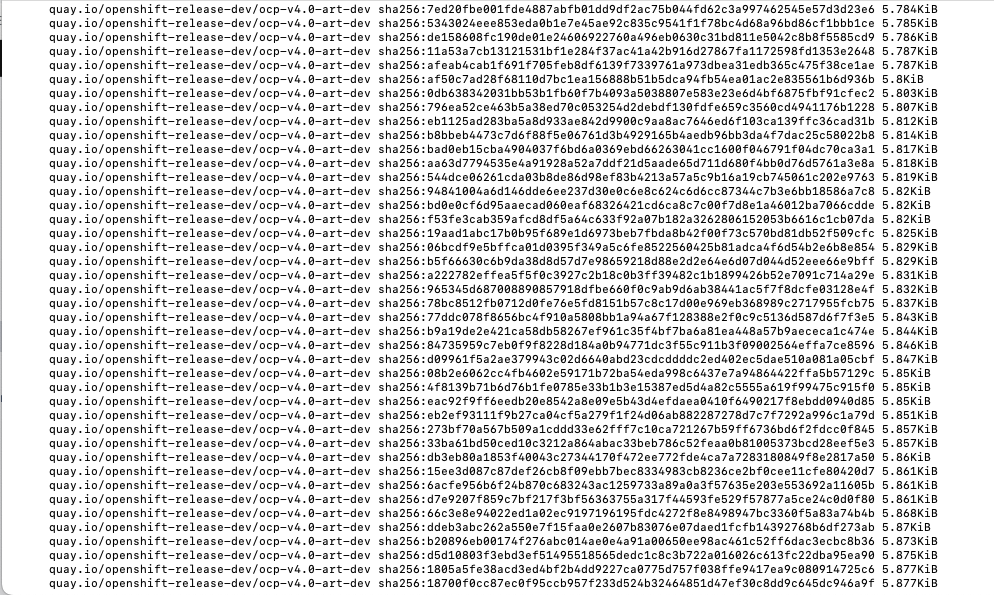 quay.io/openshift-release-dev/ocp-v4.0-art-dev sha256:7ed20fbe001fde4887abfb01dd9df2ac75b044fd62c3a997462545e57d3d23e6 5.784KiB
quay.io/openshift-release-dev/ocp-v4.0-art-dev sha256:5343024eee853eda0b1e7e45ae92c835c9541f1f78bc4d68a96bd86cf1bbb1ce 5.785KiB
quay.io/openshift-release-dev/ocp-v4.0-art-dev sha256:de158608fc190de01e24606922760a496eb0630c31bd811e5042c8b8f5585cd9 5.786KiB
quay.io/openshift-release-dev/ocp-v4.0-art-dev sha256:11a53a7cb13121531bf1e284f37ac41a42b916d27867fa1172598fd1353e2648 5.787KiB
quay.io/openshift-release-dev/ocp-v4.0-art-dev sha256:afeab4cab1f691f705feb8df6139f7339761a973dbea31edb365c475f38ce1ae 5.787KiB
quay.io/openshift-release-dev/ocp-v4.0-art-dev sha256:af50c7ad28f68110d7bc1ea156888b51b5dca94fb54ea01ac2e835561b6d936b 5.8KiB
quay.io/openshift-release-dev/ocp-v4.0-art-dev sha256:0db638342031bb53b1fb60f7b4093a5038807e583e23e6d4bf6875fbf91cfec2 5.803KiB
quay.io/openshift-release-dev/ocp-v4.0-art-dev sha256:796ea52ce463b5a38ed70c053254d2debdf130fdfe659c3560cd4941176b1228 5.807KiB
quay.io/openshift-release-dev/ocp-v4.0-art-dev sha256:eb1125ad283ba5a8d933ae842d9900c9aa8ac7646ed6f103ca139ffc36cad31b 5.812KiB
quay.io/openshift-release-dev/ocp-v4.0-art-dev sha256:b8bbeb4473c7d6f88f5e06761d3b4929165b4aedb96bb3da4f7dac25c58022b8 5.814KiB
quay.io/openshift-release-dev/ocp-v4.0-art-dev sha256:bad0eb15cba4904037f6bd6a0369ebd66263041cc1600f046791f04dc70ca3a1 5.817KiB
quay.io/openshift-release-dev/ocp-v4.0-art-dev sha256:aa63d7794535e4a91928a52a7ddf21d5aade65d711d680f4bb0d76d5761a3e8a 5.818KiB
quay.io/openshift-release-dev/ocp-v4.0-art-dev sha256:544dce06261cda03b8de86d98ef83b4213a57a5c9b16a19cb745061c202e9763 5.819KiB
quay.io/openshift-release-dev/ocp-v4.0-art-dev sha256:94841004a6d146dde6ee237d30e0c6e8c624c6d6cc87344c7b3e6bb18586a7c8 5.82KiB
quay.io/openshift-release-dev/ocp-v4.0-art-dev sha256:bd0e0cf6d95aaecad060eaf68326421cd6ca8c7c00f7d8e1a46012ba7066cdde 5.82KiB
quay.io/openshift-release-dev/ocp-v4.0-art-dev sha256:f53fe3cab359afcd8df5a64c633f92a07b182a3262806152053b6616c1cb07da 5.82KiB
quay.io/openshift-release-dev/ocp-v4.0-art-dev sha256:19aad1abc17b0b95f689e1d6973beb7fbda8b42f00f73c570bd81db52f509cfc 5.825KiB
quay.io/openshift-release-dev/ocp-v4.0-art-dev sha256:06bcdf9e5bffca01d0395f349a5c6fe8522560425b81adca4f6d54b2e6b8e854 5.829KiB
quay.io/openshift-release-dev/ocp-v4.0-art-dev sha256:b5f66630c6b9da38d8d57d7e98659218d88e2d2e64e6d07d044d52eee66e9bff 5.829KiB
quay.io/openshift-release-dev/ocp-v4.0-art-dev sha256:a222782effea5f5f0c3927c2b18c0b3ff39482c1b1899426b52e7091c714a29e 5.831KiB
quay.io/openshift-release-dev/ocp-v4.0-art-dev sha256:965345d687008890857918dfbe660f0c9ab9d6ab38441ac5f7f8dcfe03128e4f 5.832KiB
quay.io/openshift-release-dev/ocp-v4.0-art-dev sha256:78bc8512fb0712d0fe76e5fd8151b57c8c17d00e969eb368989c2717955fcb75 5.837KiB
quay.io/openshift-release-dev/ocp-v4.0-art-dev sha256:77ddc078f8656bc4f910a5808bb1a94a67f128388e2f0c9c5136d587d6f7f3e5 5.843KiB
quay.io/openshift-release-dev/ocp-v4.0-art-dev sha256:b9a19de2e421ca58db58267ef961c35f4bf7ba6a81ea448a57b9aececa1c474e 5.844KiB
quay.io/openshift-release-dev/ocp-v4.0-art-dev sha256:84735959c7eb0f9f8228d184a0b94771dc3f55c911b3f09002564effa7ce8596 5.846KiB
quay.io/openshift-release-dev/ocp-v4.0-art-dev sha256:d09961f5a2ae379943c02d6640abd23cdcddddc2ed402ec5dae510a081a05cbf 5.847KiB
quay.io/openshift-release-dev/ocp-v4.0-art-dev sha256:08b2e6062cc4fb4602e59171b72ba54eda998c6437e7a94864422ffa5b57129c 5.85KiB
quay.io/openshift-release-dev/ocp-v4.0-art-dev sha256:4f8139b71b6d76b1fe0785e33b1b3e15387ed5d4a82c5555a619f99475c915f0 5.85KiB
quay.io/openshift-release-dev/ocp-v4.0-art-dev sha256:eac92f9ff6eedb20e8542a8e09e5b43d4efdaea0410f6490217f8ebdd0940d85 5.85KiB
quay.io/openshift-release-dev/ocp-v4.0-art-dev sha256:eb2ef93111f9b27ca04cf5a279f1f24d06ab882287278d7c7f7292a996c1a79d 5.851KiB
quay.io/openshift-release-dev/ocp-v4.0-art-dev sha256:273bf70a567b509a1cddd33e62fff7c10ca721267b59ff6736bd6f2fdcc0f845 5.857KiB
quay.io/openshift-release-dev/ocp-v4.0-art-dev sha256:33ba61bd50ced10c3212a864abac33beb786c52feaa0b81005373bcd28eef5e3 5.857KiB
quay.io/openshift-release-dev/ocp-v4.0-art-dev sha256:db3eb80a1853f40043c27344170f472ee772fde4ca7a7283180849f8e2817a50 5.86KiB
quay.io/openshift-release-dev/ocp-v4.0-art-dev sha256:15ee3d087c87def26cb8f09ebb7bec8334983cb8236ce2bf0cee11cfe80420d7 5.861KiB
quay.io/openshift-release-dev/ocp-v4.0-art-dev sha256:6acfe956b6f24b870c683243ac1259733a89a0a3f57635e203e553692a11605b 5.861KiB
quay.io/openshift-release-dev/ocp-v4.0-art-dev sha256:d7e9207f859c7bf217f3bf56363755a317f44593fe529f57877a5ce24c0d0f80 5.861KiB
quay.io/openshift-release-dev/ocp-v4.0-art-dev sha256:66c3e8e94022ed1a02ec9197196195fdc4272f8e8498947bc3360f5a83a74b4b 5.868KiB
quay.io/openshift-release-dev/ocp-v4.0-art-dev sha256:ddeb3abc262a550e7f15faa0e2607b83076e07daed1fcfb14392768b6df273ab 5.87KiB
quay.io/openshift-release-dev/ocp-v4.0-art-dev sha256:b20896eb00174f276abc014ae0e4a91a00650ee98ac461c52ff6dac3ecbc8b36 5.873KiB
quay.io/openshift-release-dev/ocp-v4.0-art-dev sha256:d5d10803f3ebd3ef51495518565dedc1c8c3b722a016026c613fc22dba95ea90 5.875KiB
quay.io/openshift-release-dev/ocp-v4.0-art-dev sha256:1805a5fe38acd3ed4bf2b4dd9227ca0775d757f038ffe9417ea9c080914725c6 5.877KiB
quay.io/openshift-release-dev/ocp-v4.0-art-dev sha256:18700f0cc87ec0f95ccb957f233d524b32464851d47ef30c8dd9c645dc946a9f 5.877KiB